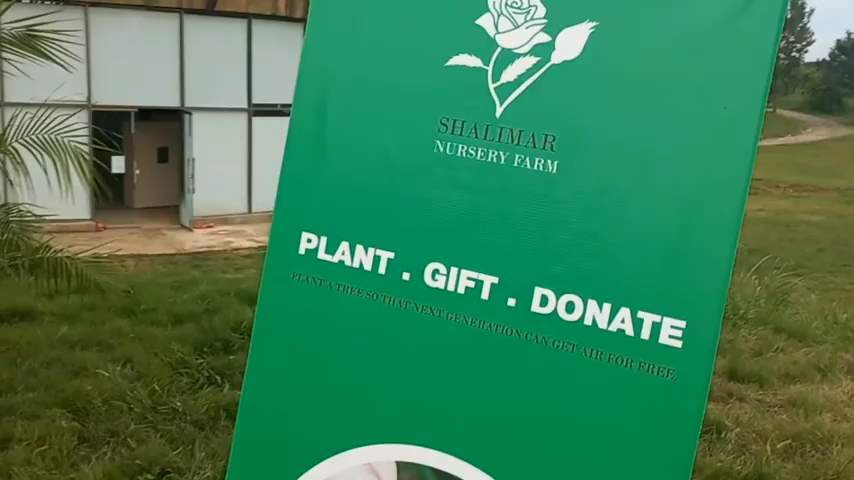 SHALIMAR
NURSERY FARM
PLANT . GIFT . DONATE
PLANT A TREE SO THAT NEXT GENERATION CAN GET AIR FOR FREE.